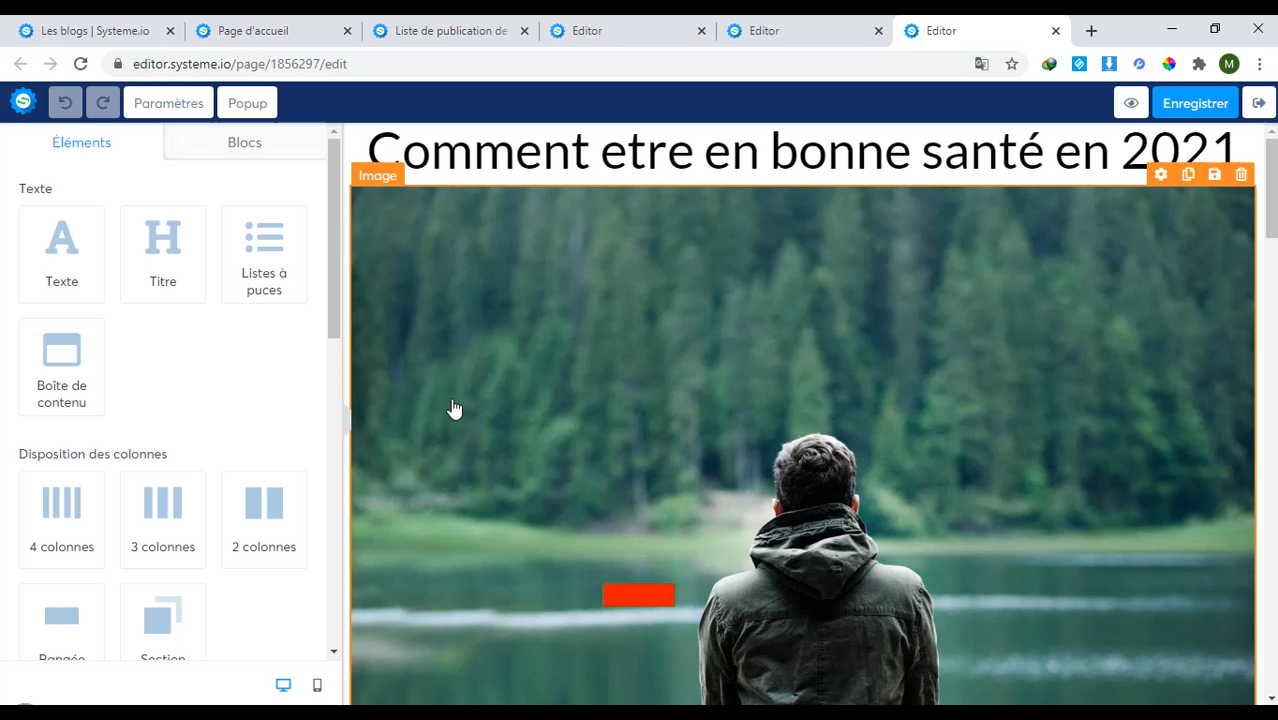 Les blogs | Systeme.io
Page d'accueil
Liste de publication de
Editor
Editor
Editor
editor.systeme.io/page/1856297/edit
M
S
Paramètres
Popup
Enregistrer
Éléments
Blocs
Comment etre en bonne santé en 2021
Image
Texte
A
Texte
H
Titre
Listes à
puces
Boîte de
contenu
Disposition des colonnes
4 colonnes
3 colonnes
2 colonnes
Rangée
Section